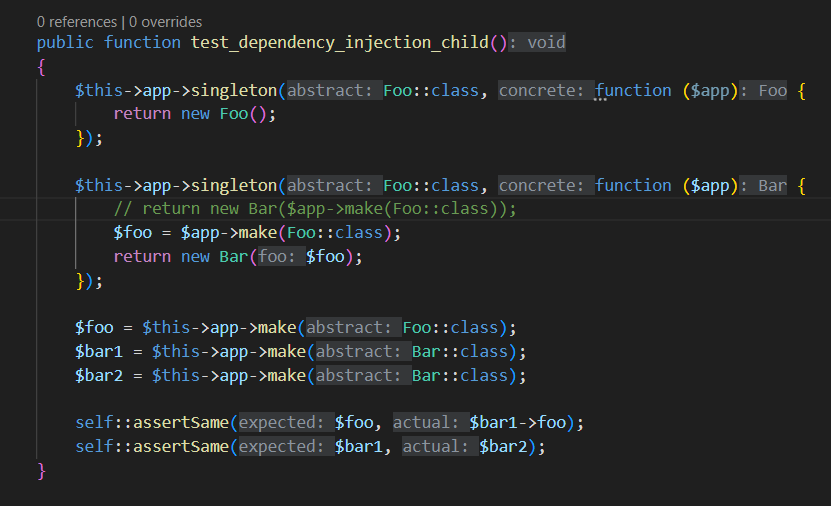 0 references | 0 overrides
public function test_dependency_injection_child(): void
{
$this->app->singleton(abstract: Foo::class, concrete: function ($app): Foo {
return new Foo();
});
$this->app->singleton(abstract: Foo::class, concrete: function ($app): Bar {
// return new Bar($app->make(Foo::class));
$foo = $app->make(Foo::class);
return new Bar(foo: $foo);
});
$foo = $this->app->make(abstract: Foo::class);
$bar1 = $this->app->make(abstract: Bar::class);
$bar2 = $this->app->make(abstract: Bar::class);
self::assertSame(expected: $foo, actual: $bar1->foo);
self::assertSame(expected: $bar1, actual: $bar2);
}